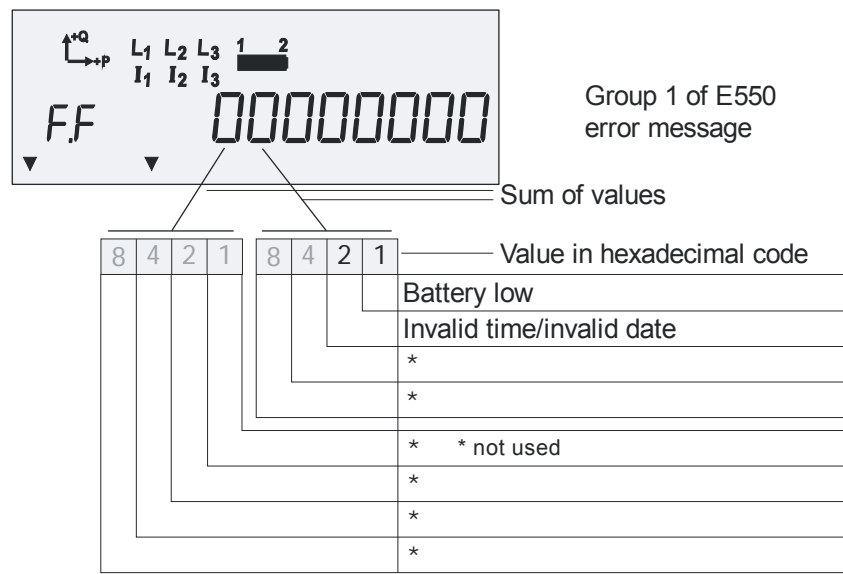 +Q
+P
L1 L2 L3 1 2
I1 I2 I3
F.F 00000000
Group 1 of E550
error message
Sum of values
8 4 2 1 8 4 2 1 Value in hexadecimal code
Battery low
Invalid time/invalid date
*
*
* * not used
*
*
*